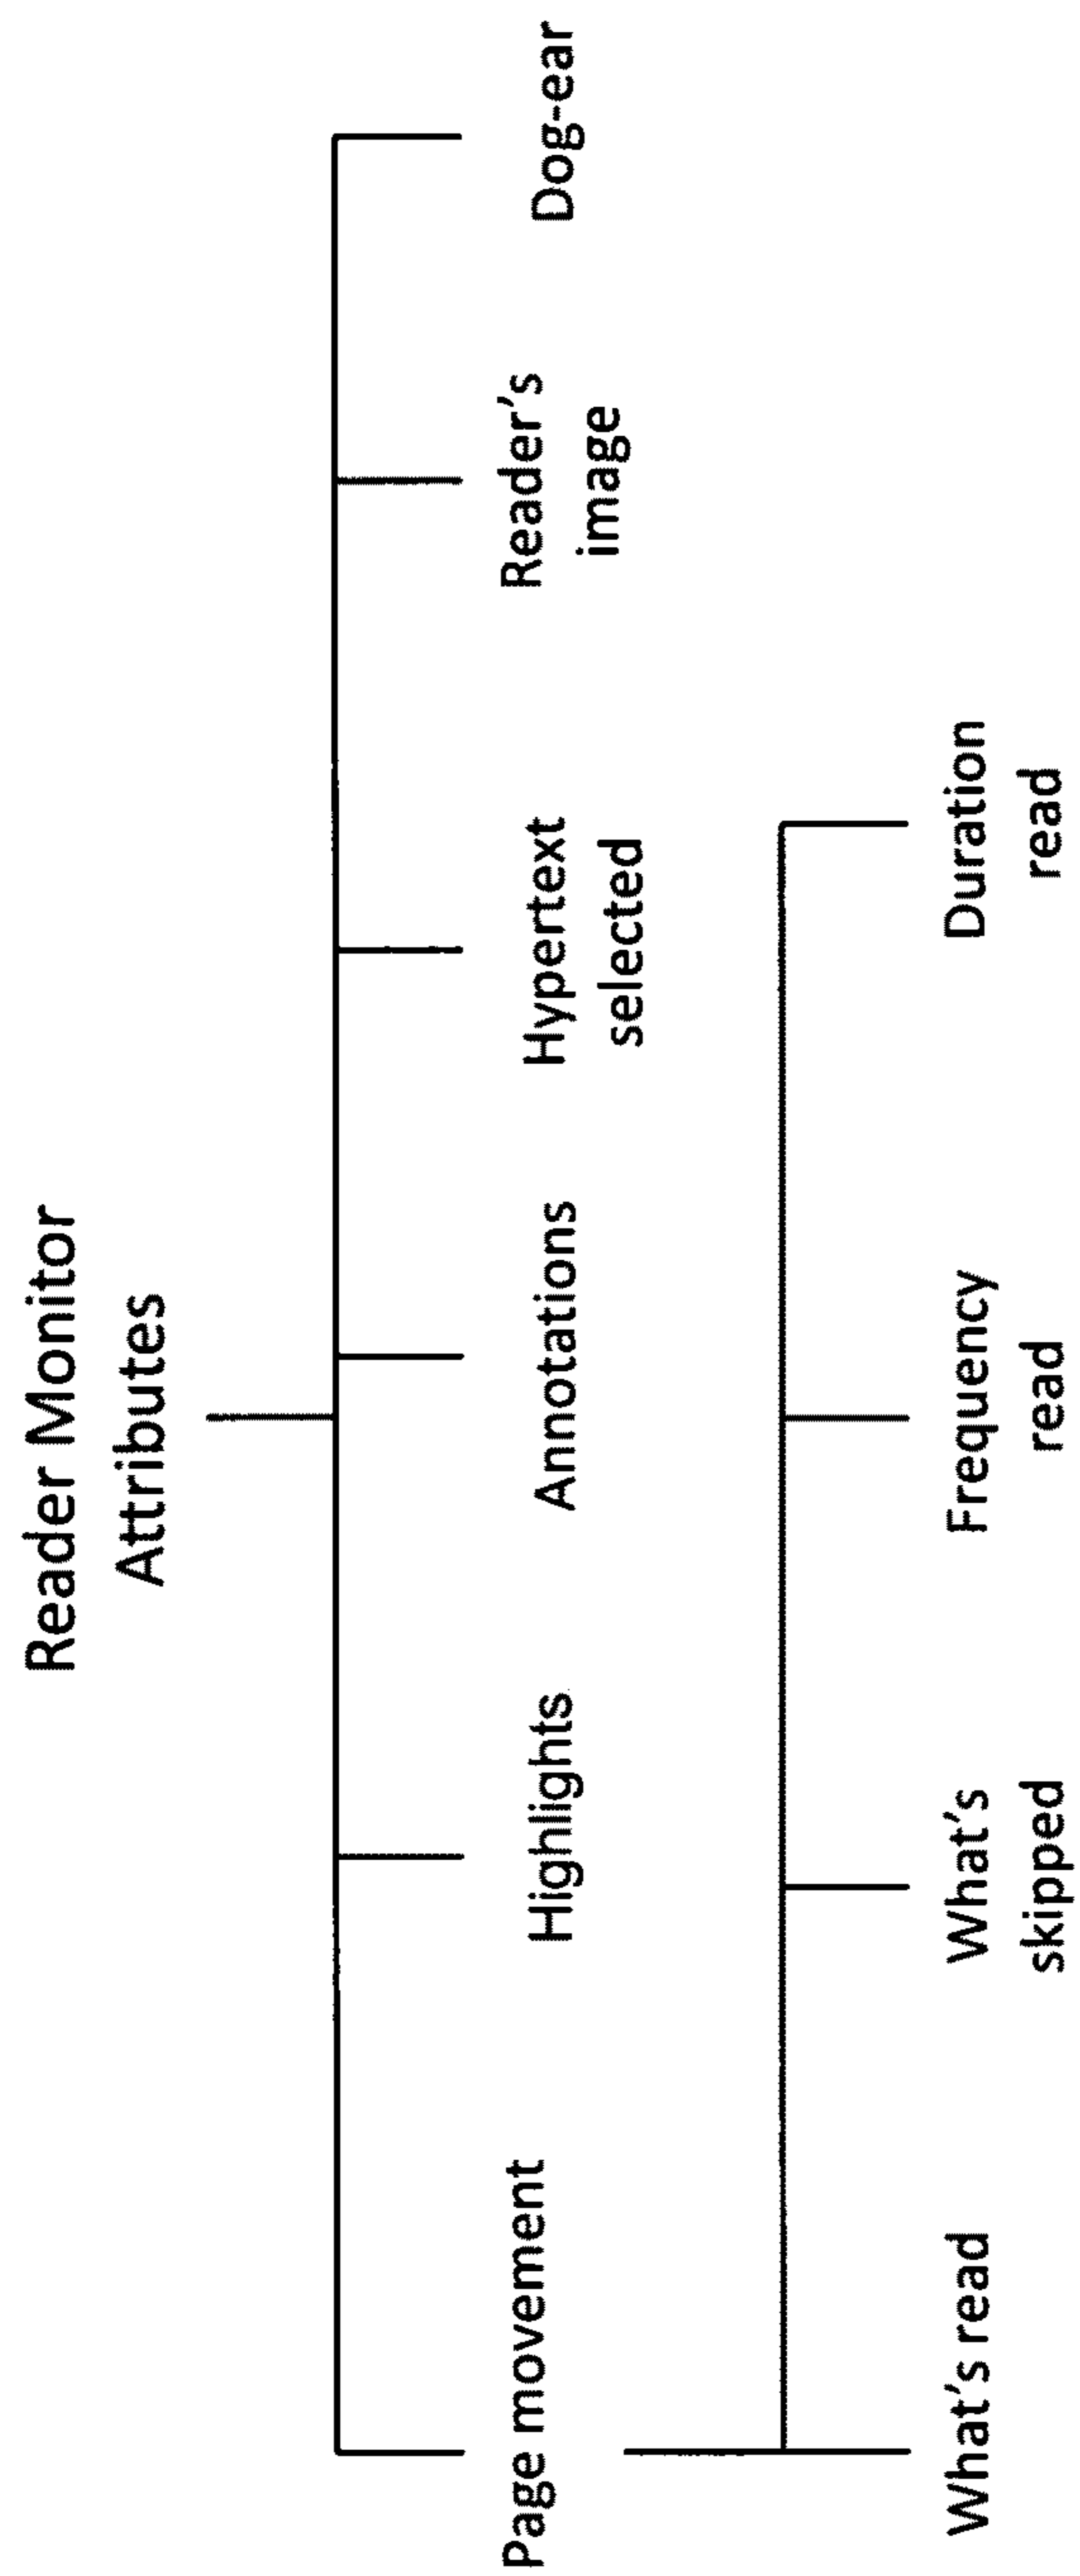 Reader Monitor
Attributes
Page movement
Highlights
Annotations
Hypertext
selected
Reader's
image
Dog-ear
What's read
What's
skipped
Frequency
read
Duration
read